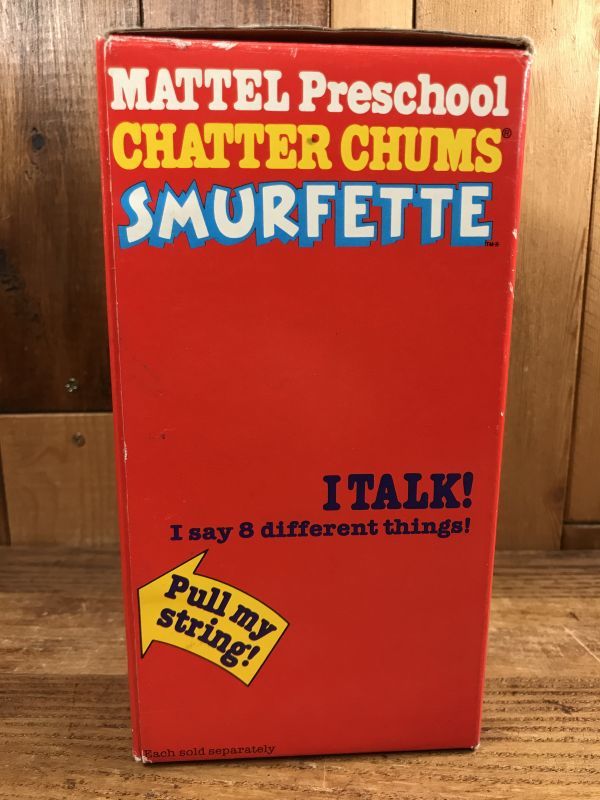 MATTEL Preschool
CHATTER CHUMS®
SMURFETTE
I TALK!
I say 8 different things!
Pull my
string!
Each sold separately